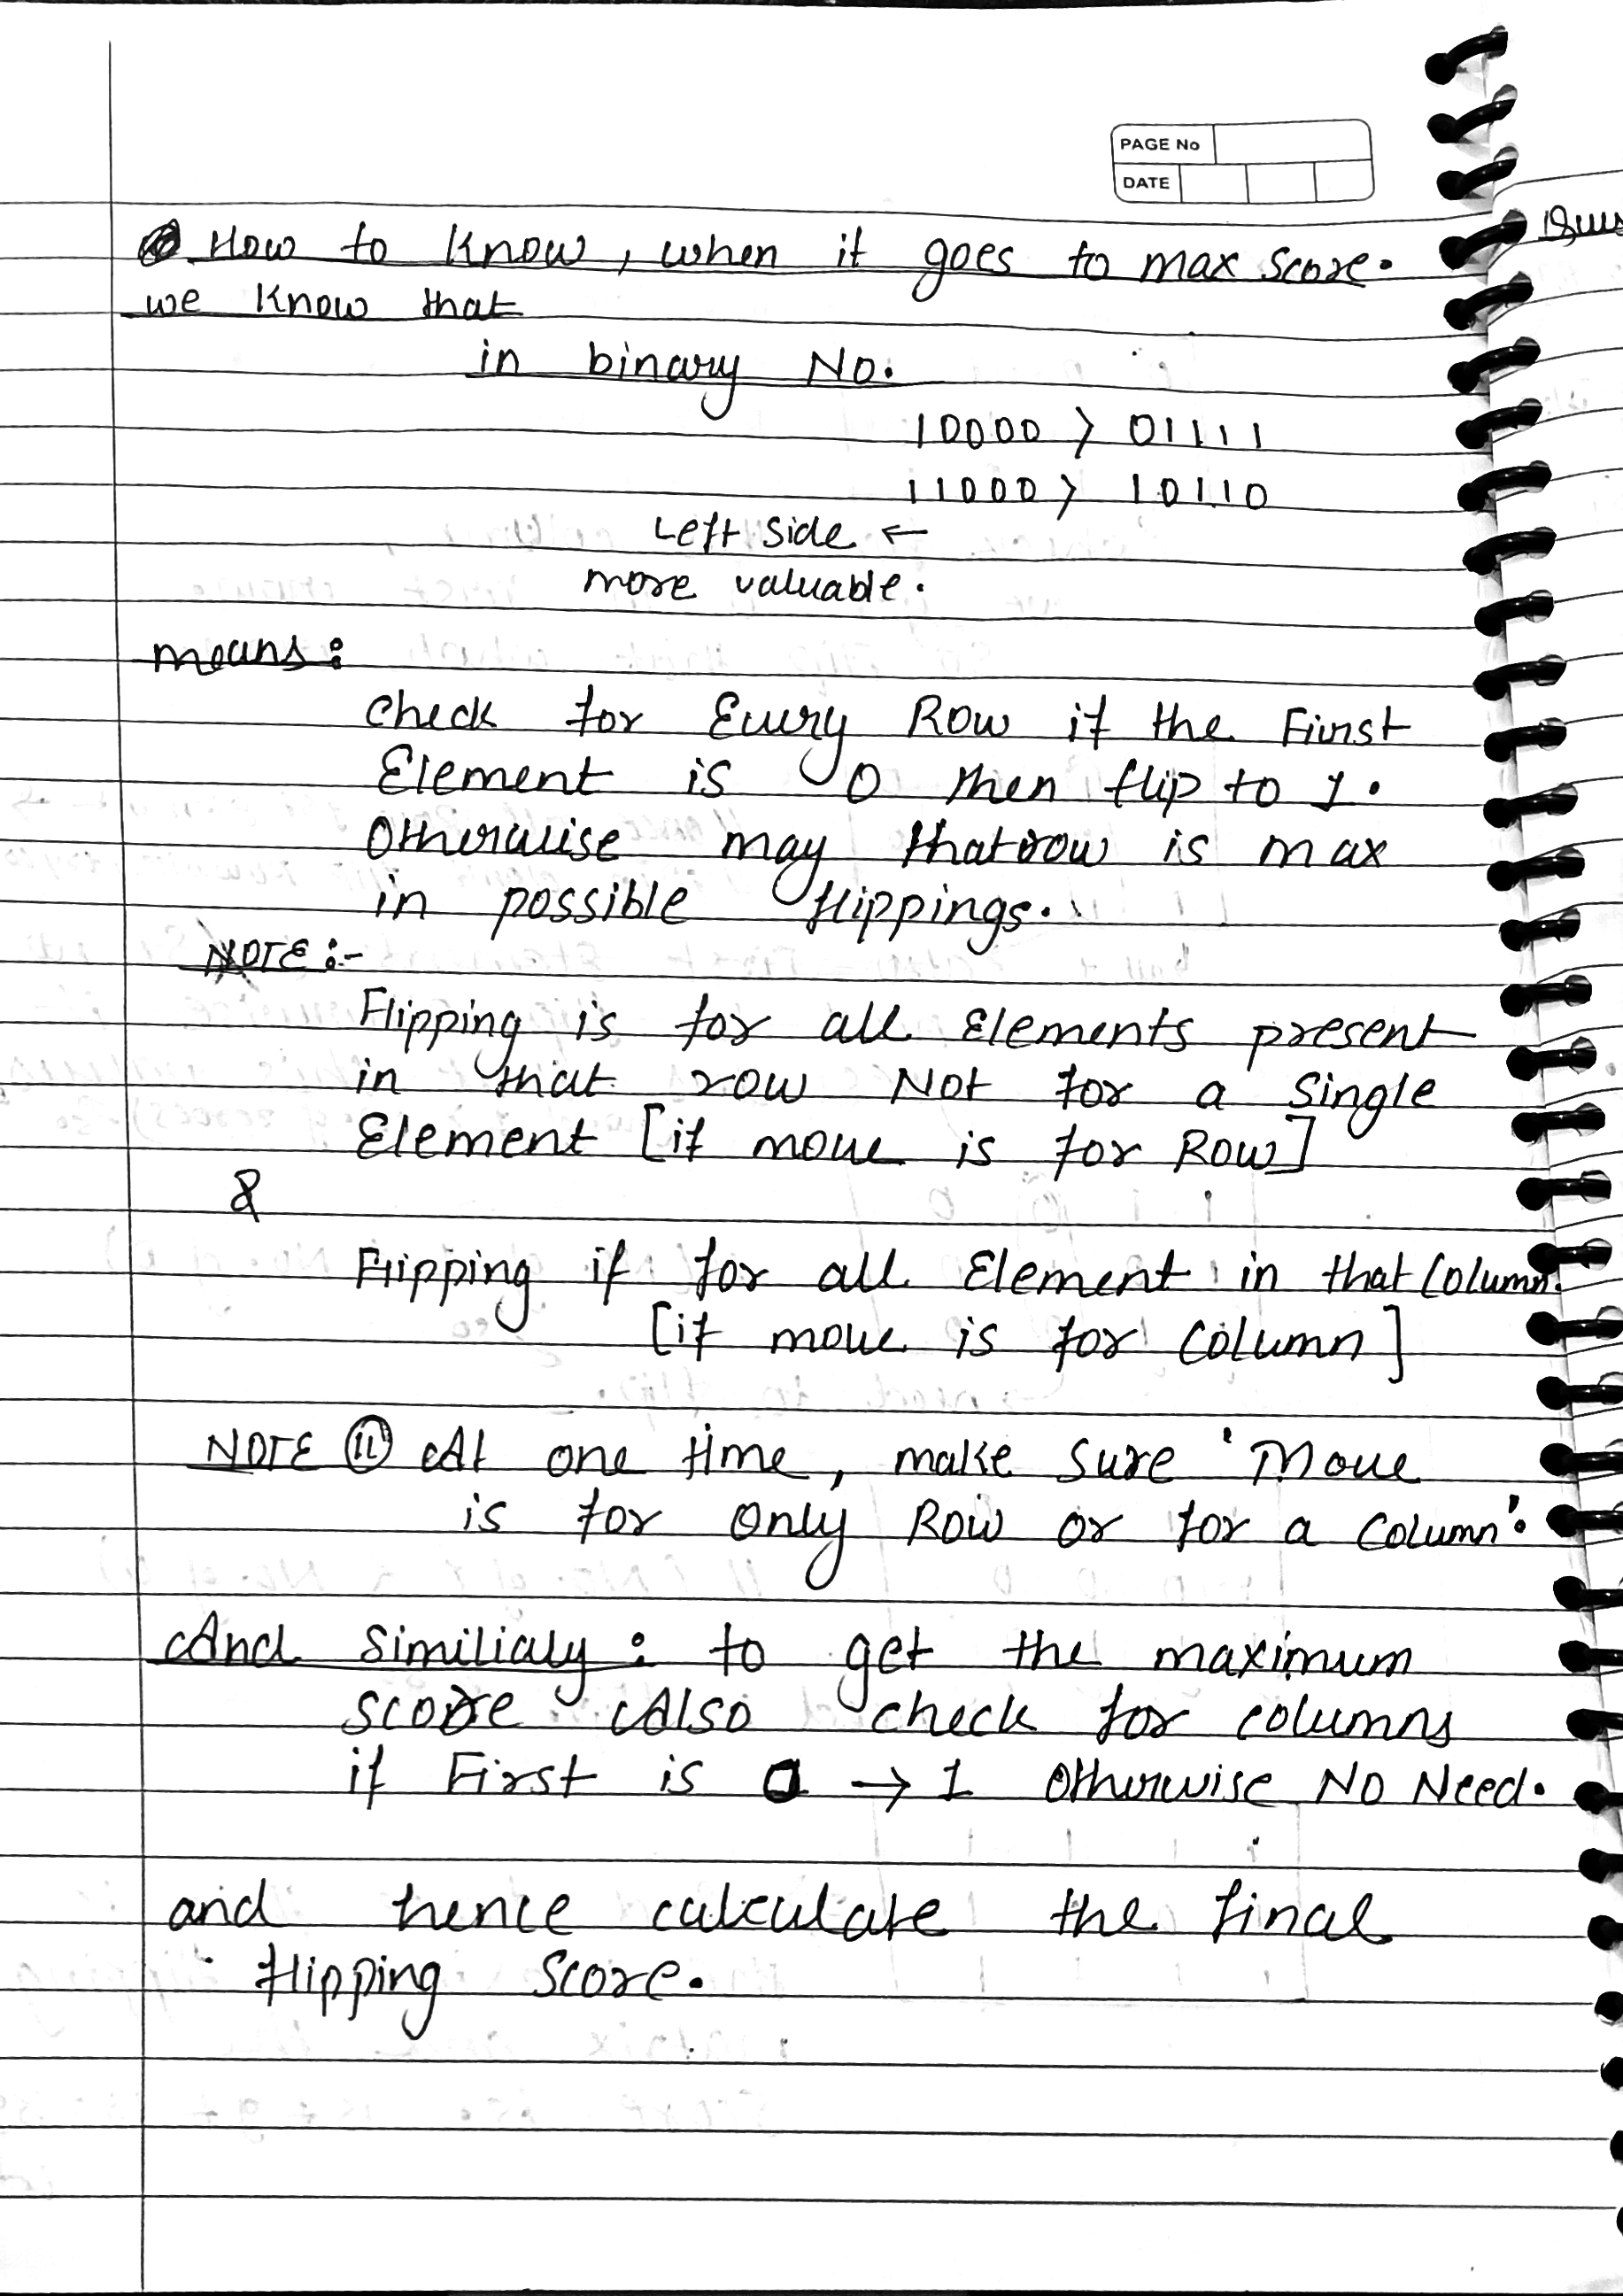 PAGE No
DATE
How to Know, when it goes to max score.
we Know that
in binary No.
10000 > 01111
11000 > 10110
Left Side ←
more valuable.
means:
Check for Every Row if the First
Element is 0 then flip to 1.
Otherwise may that row is max
in possible flippings.
NOTE :-
Flipping is for all Elements present
in that row Not for a Single
Element [if move is for Row]
&
Flipping if for all Element in that Column.
[if move is for Column]
NOTE (ii) At one time, make Sure 'Move
is for Only Row or for a Column'.
And Similialy : to get the maximum
score Also check for columns
if First is 0 → 1 Otherwise No Need.
and hence calculate the final
flipping Score.